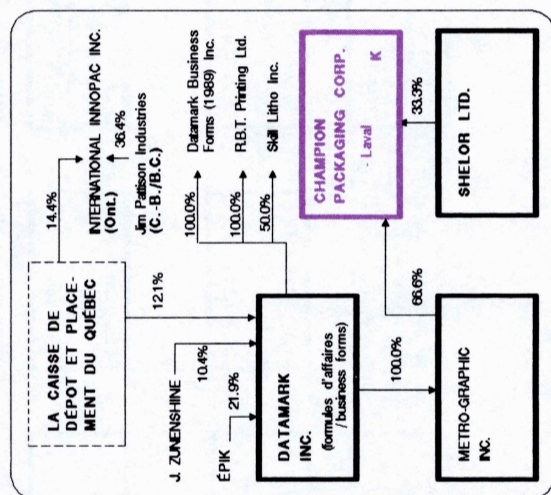 LA CAISSE DE
DÉPOT ET PLACE-
MENT DU QUÉBEC
14.4%
INTERNATIONAL INNOPAC INC.
(Ont.)
36.4%
Jim Pattison Industries
(C.-B./B.C.)
12.1%
J. ZUNENSHINE
10.4%
ÉPIK
21.9%
DATAMARK
INC.
(formules d'affaires
/business forms)
100.0%
Datamark Business
Forms (1989) Inc.
100.0%
R.B.T. Printing Ltd.
50.0%
Skill Litho Inc.
100.0%
METRO-GRAPHIC
INC.
66.6%
CHAMPION
PACKAGING CORP.
- Laval
K
33.3%
SHELOR LTD.